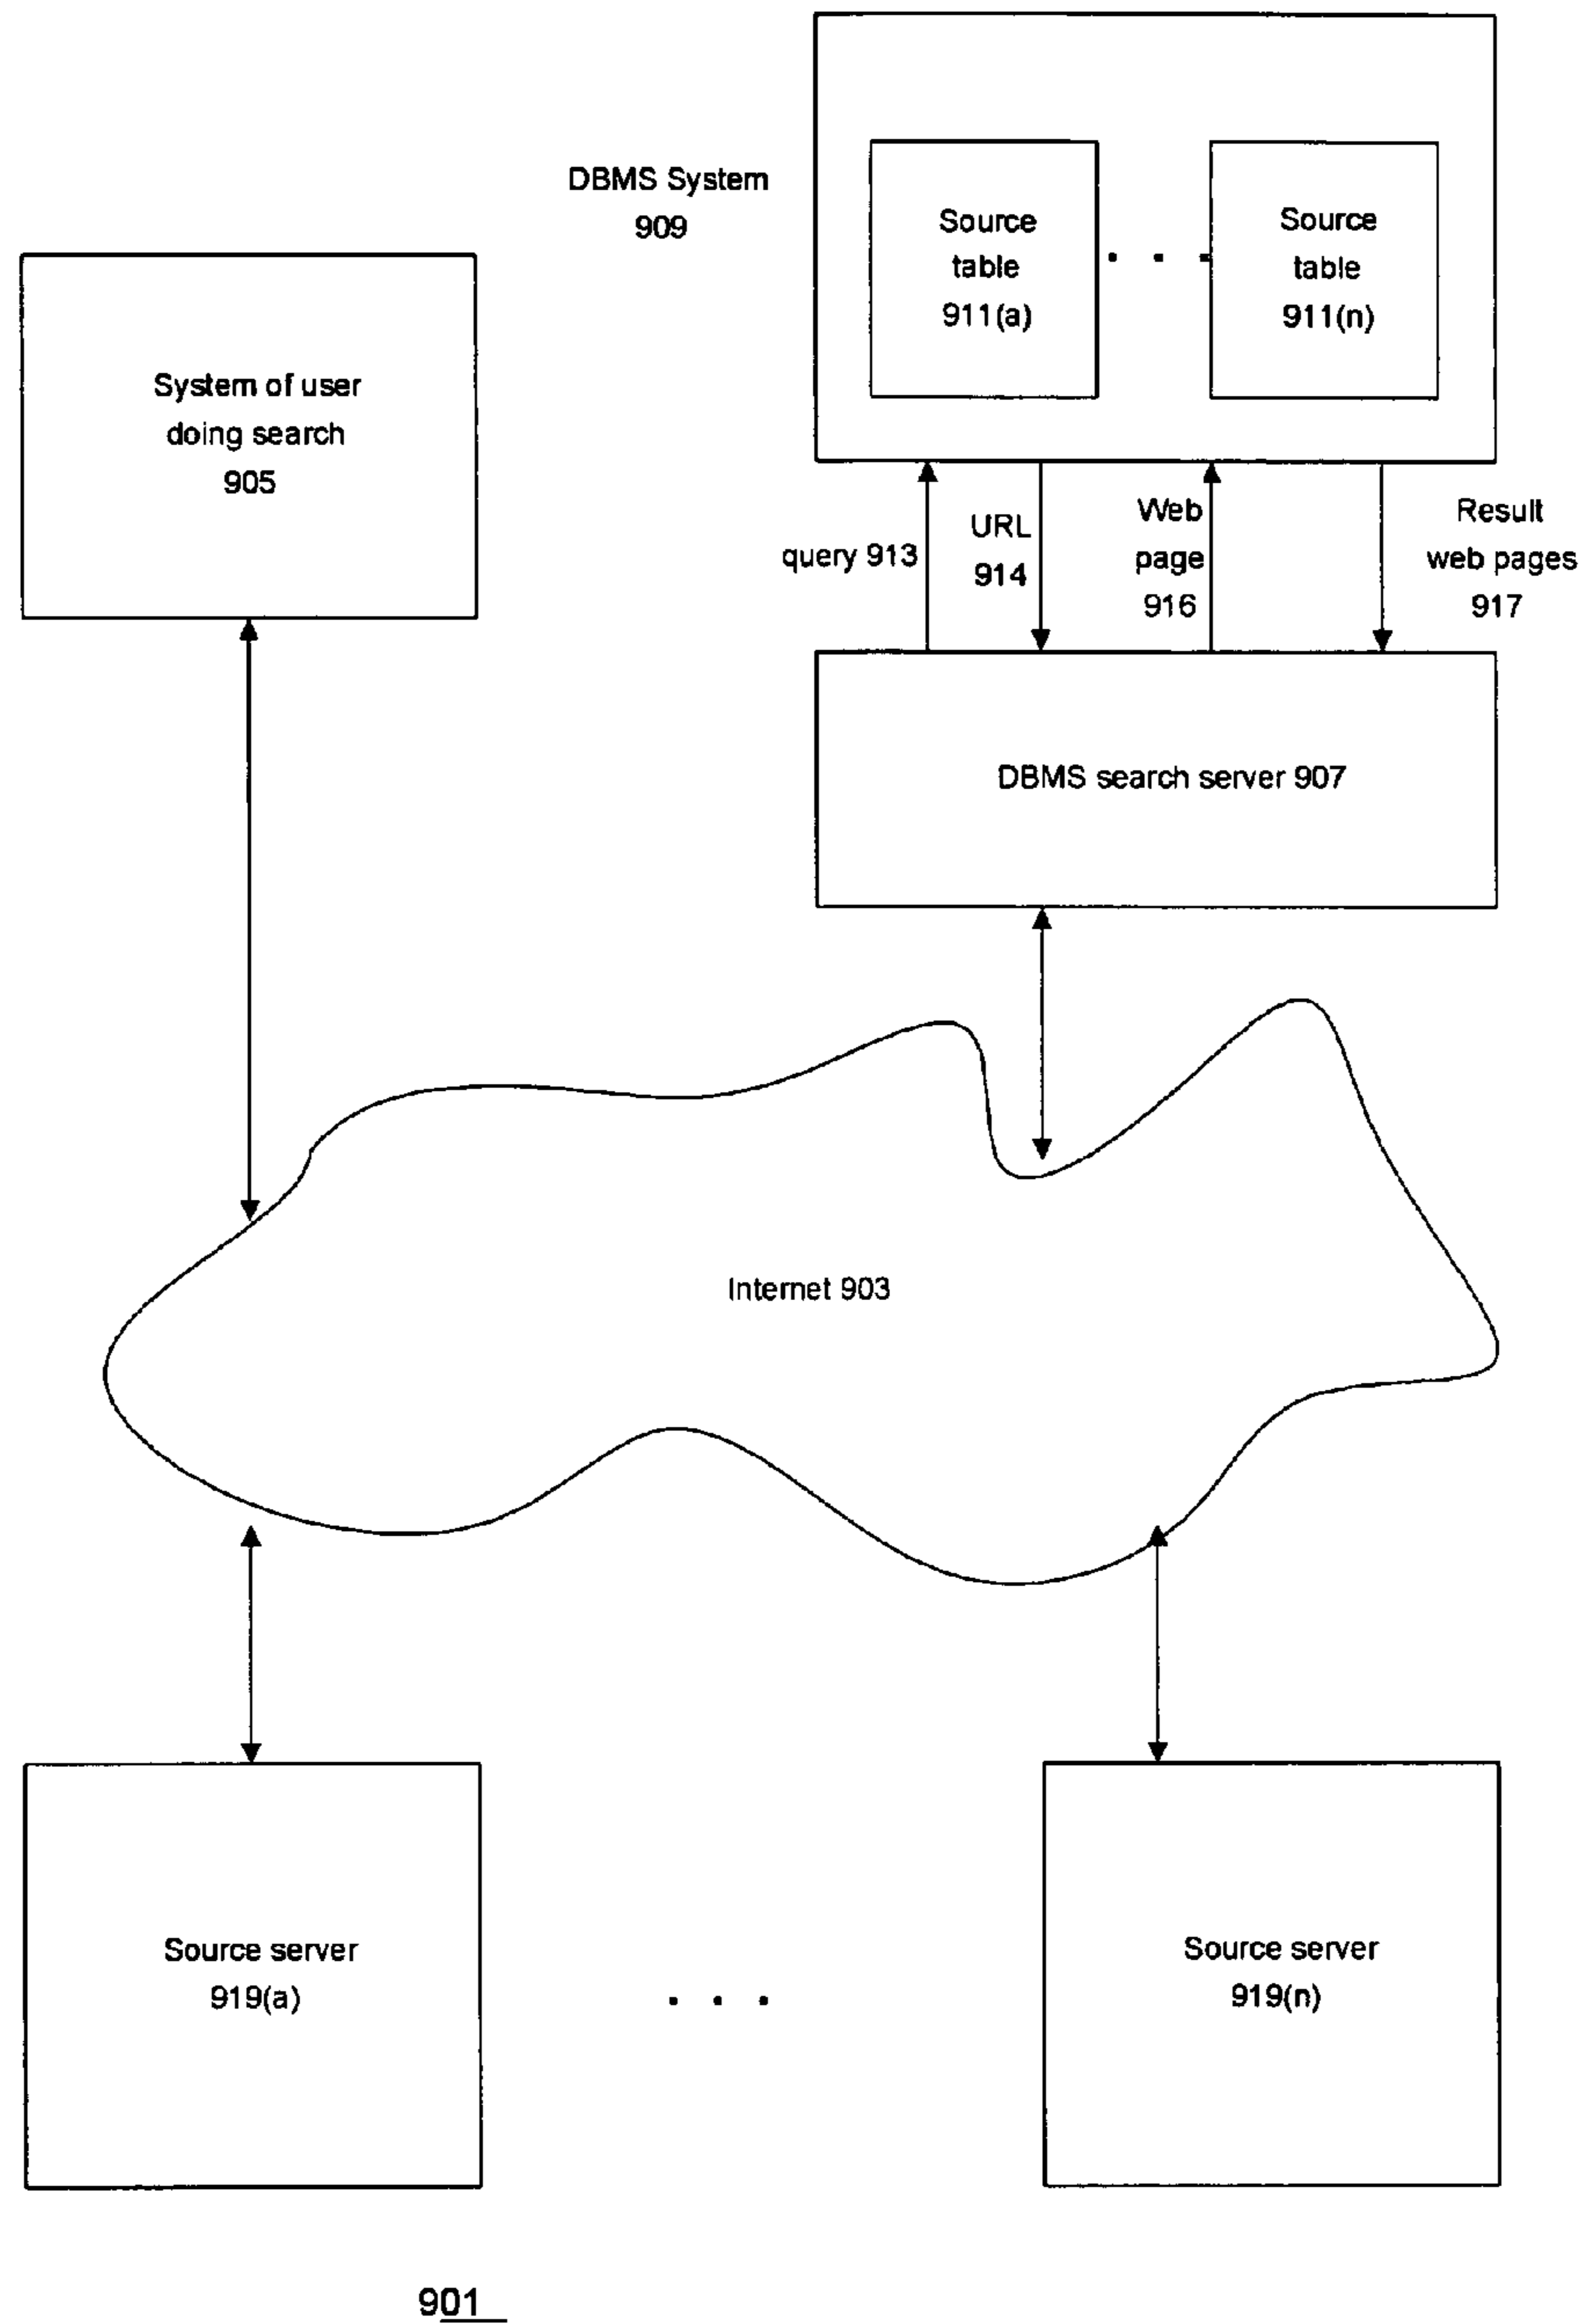 DBMS System
909
Source
table
911(a)
. . .
Source
table
911(n)
System of user
doing search
905
query 913
URL
914
Web
page
916
Result
web pages
917
DBMS search server 907
Internet 903
Source server
919(a)
. . .
Source server
919(n)
901